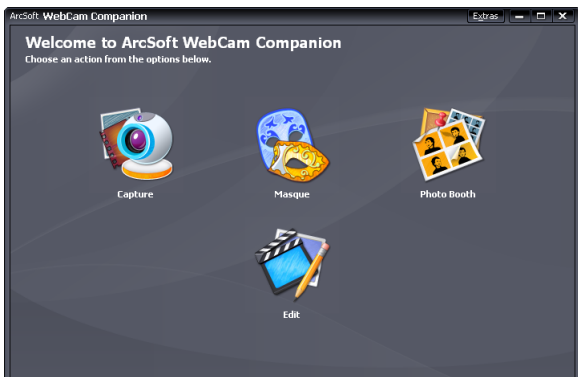 ArcSoft WebCam Companion
Extras
Welcome to ArcSoft WebCam Companion
Choose an action from the options below.
Capture
Masque
Photo Booth
Edit